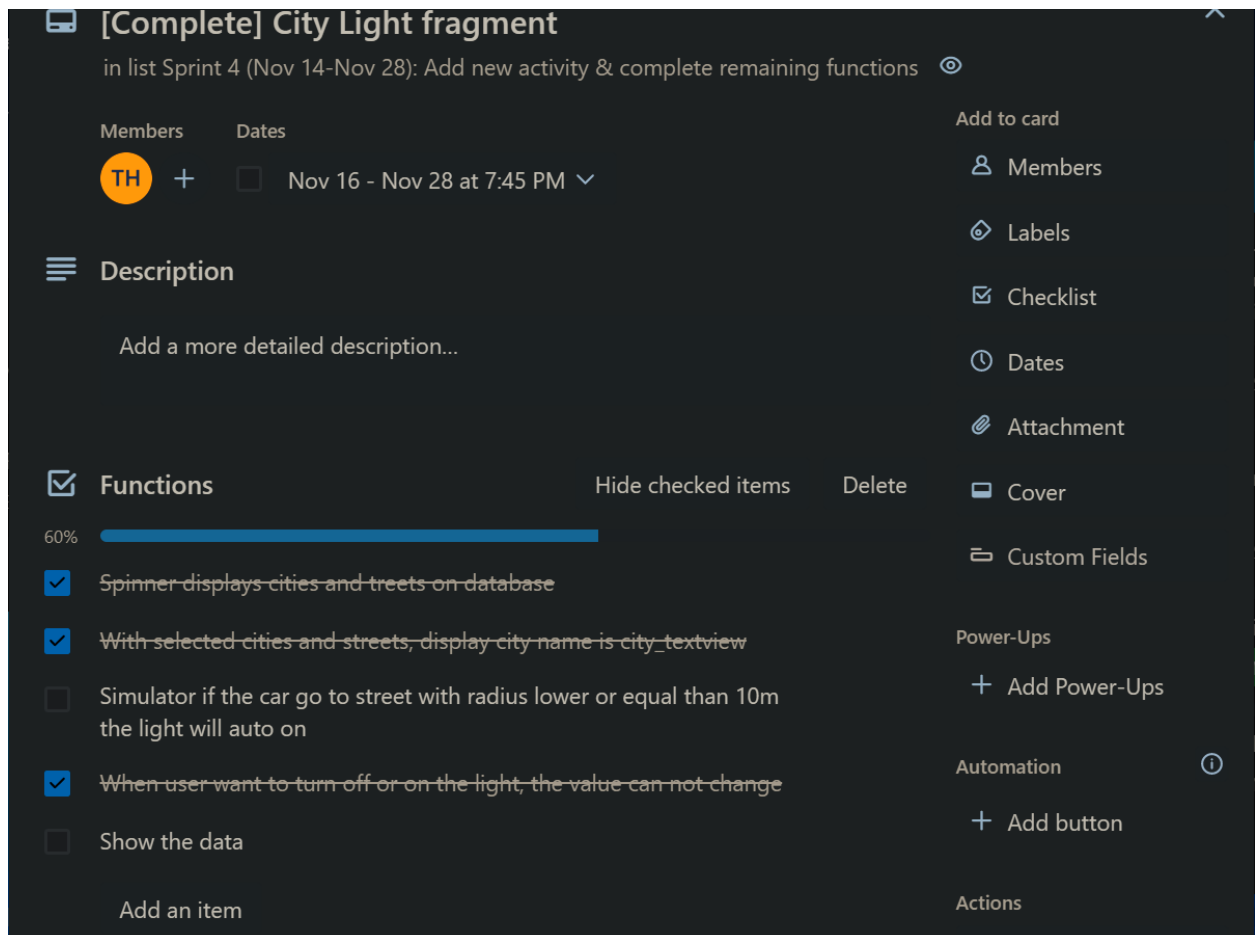 [Complete] City Light fragment
in list Sprint 4 (Nov 14-Nov 28): Add new activity & complete remaining functions
Members
Dates
TH
Nov 16 - Nov 28 at 7:45 PM
Description
Add a more detailed description...
Functions
Hide checked items
Delete
60%
Spinner displays cities and treets on database
With selected cities and streets, display city name is city_textview
Simulator if the car go to street with radius lower or equal than 10m
the light will auto on
When user want to turn off or on the light, the value can not change
Show the data
Add an item
Add to card
Members
Labels
Checklist
Dates
Attachment
Cover
Custom Fields
Power-Ups
Add Power-Ups
Automation
Add button
Actions